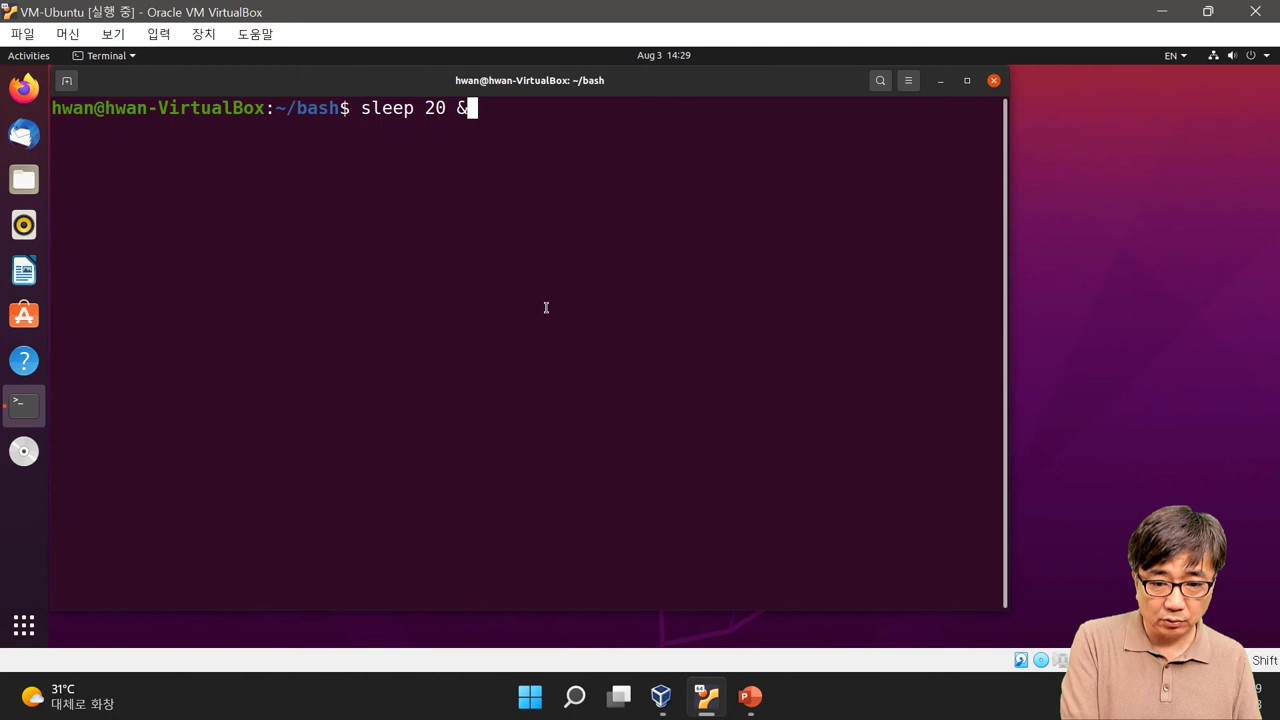 VM-Ubuntu [실행 중] - Oracle VM VirtualBox
파일 머신 보기 입력 장치 도움말
Activities Terminal Aug 3 14:29 EN
hwan@hwan-VirtualBox: ~/bash
hwan@hwan-VirtualBox:~/bash$ sleep 20 &
Shift
31°C
대체로 화창